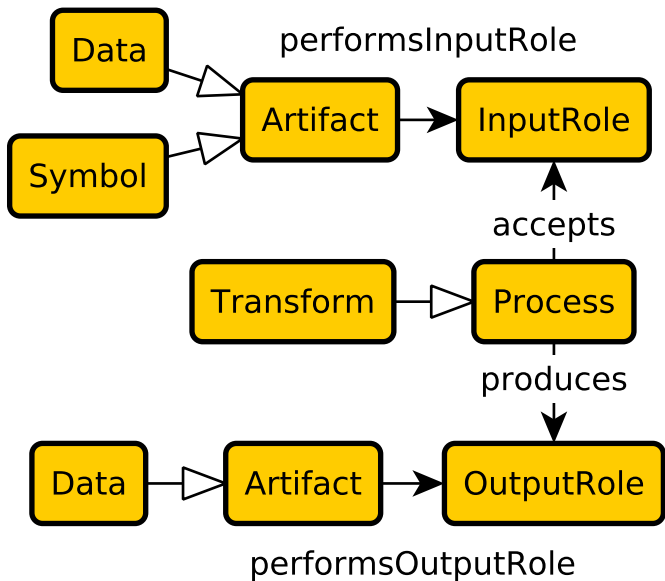 Data
performsInputRole
Artifact
InputRole
Symbol
accepts
Transform
Process
produces
Data
Artifact
OutputRole
performsOutputRole